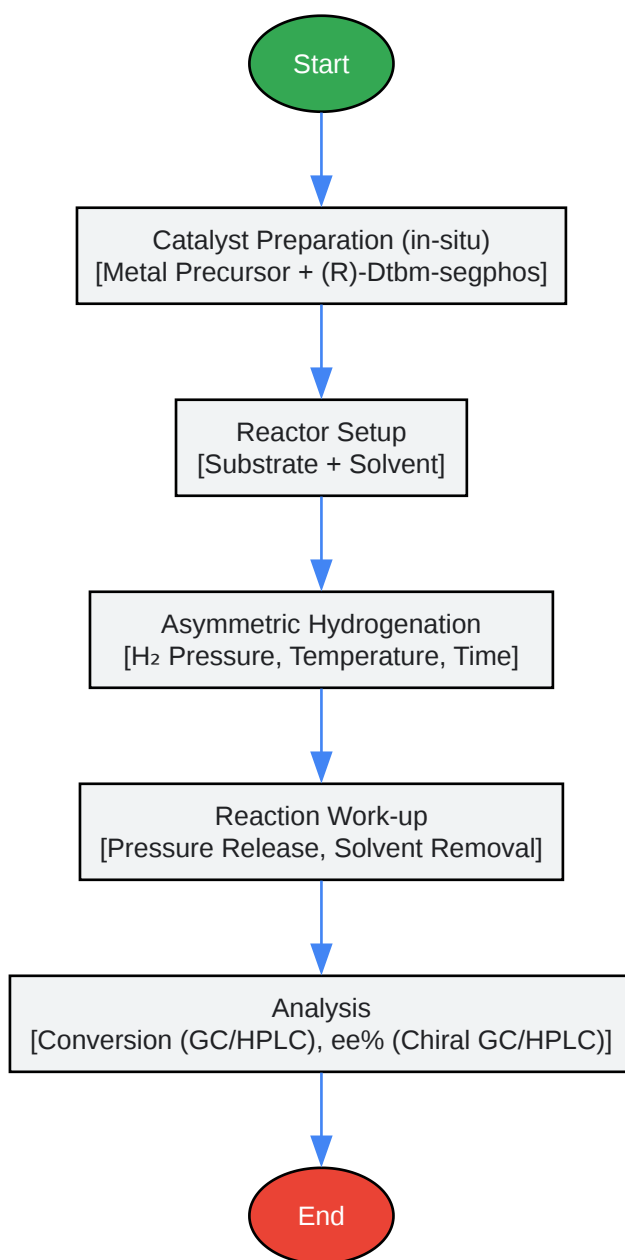 Start
Catalyst Preparation (in-situ)
[Metal Precursor + (R)-Dtbm-segphos]
Reactor Setup
[Substrate + Solvent]
Asymmetric Hydrogenation
[H₂ Pressure, Temperature, Time]
Reaction Work-up
[Pressure Release, Solvent Removal]
Analysis
[Conversion (GC/HPLC), ee% (Chiral GC/HPLC)]
End